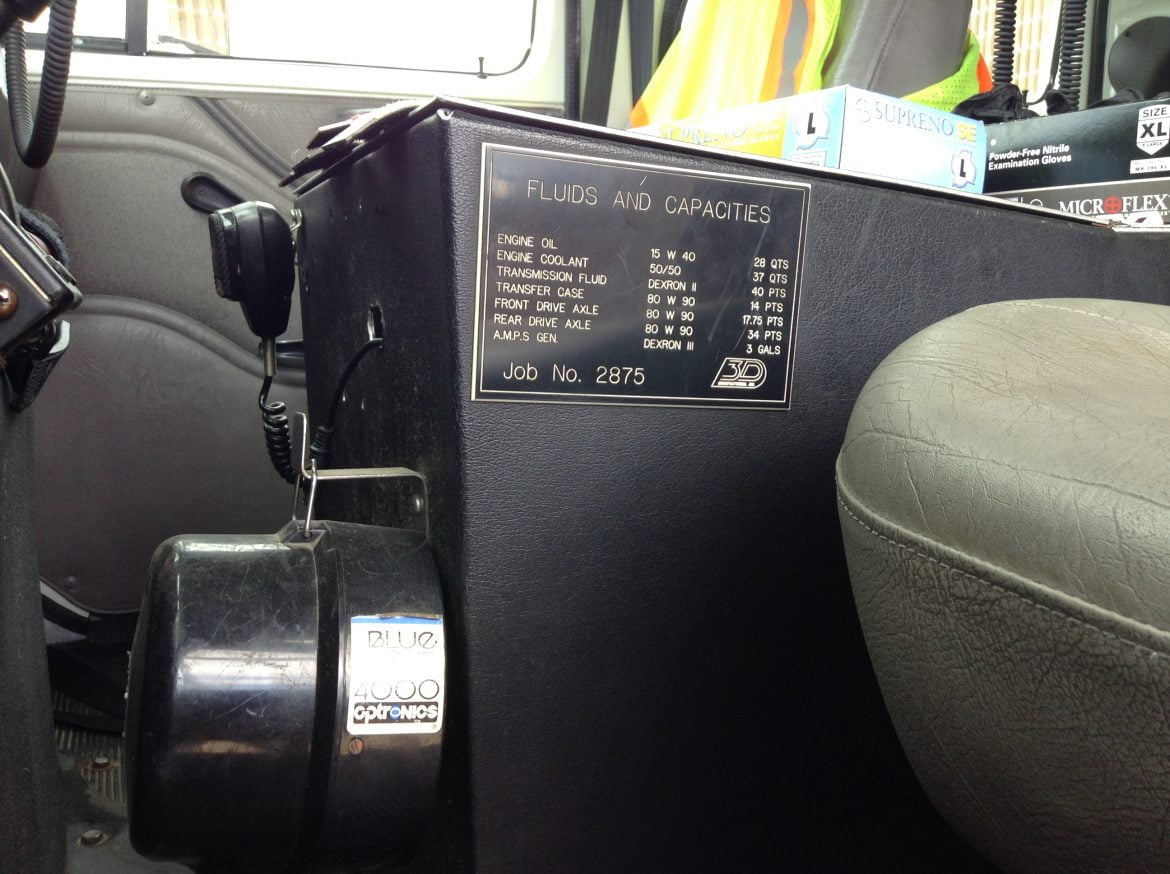 FLUIDS AND CAPACITIES
ENGINE OIL 15 W 40 28 QTS
ENGINE COOLANT 50/50 37 QTS
TRANSMISSION FLUID DEXRON II 40 PTS
TRANSFER CASE 80 W 90 14 PTS
FRONT DRIVE AXLE 80 W 90 17.75 PTS
REAR DRIVE AXLE 80 W 90 34 PTS
A.M.P.S GEN. DEXRON III 3 GALS
Job No. 2875
3D
SUPRENO
L
SUPRENO SE
L
SIZE
XL
Powder-Free Nitrile
Examination Gloves
MICROFLEX
BLUE
4000
OPTRONICS